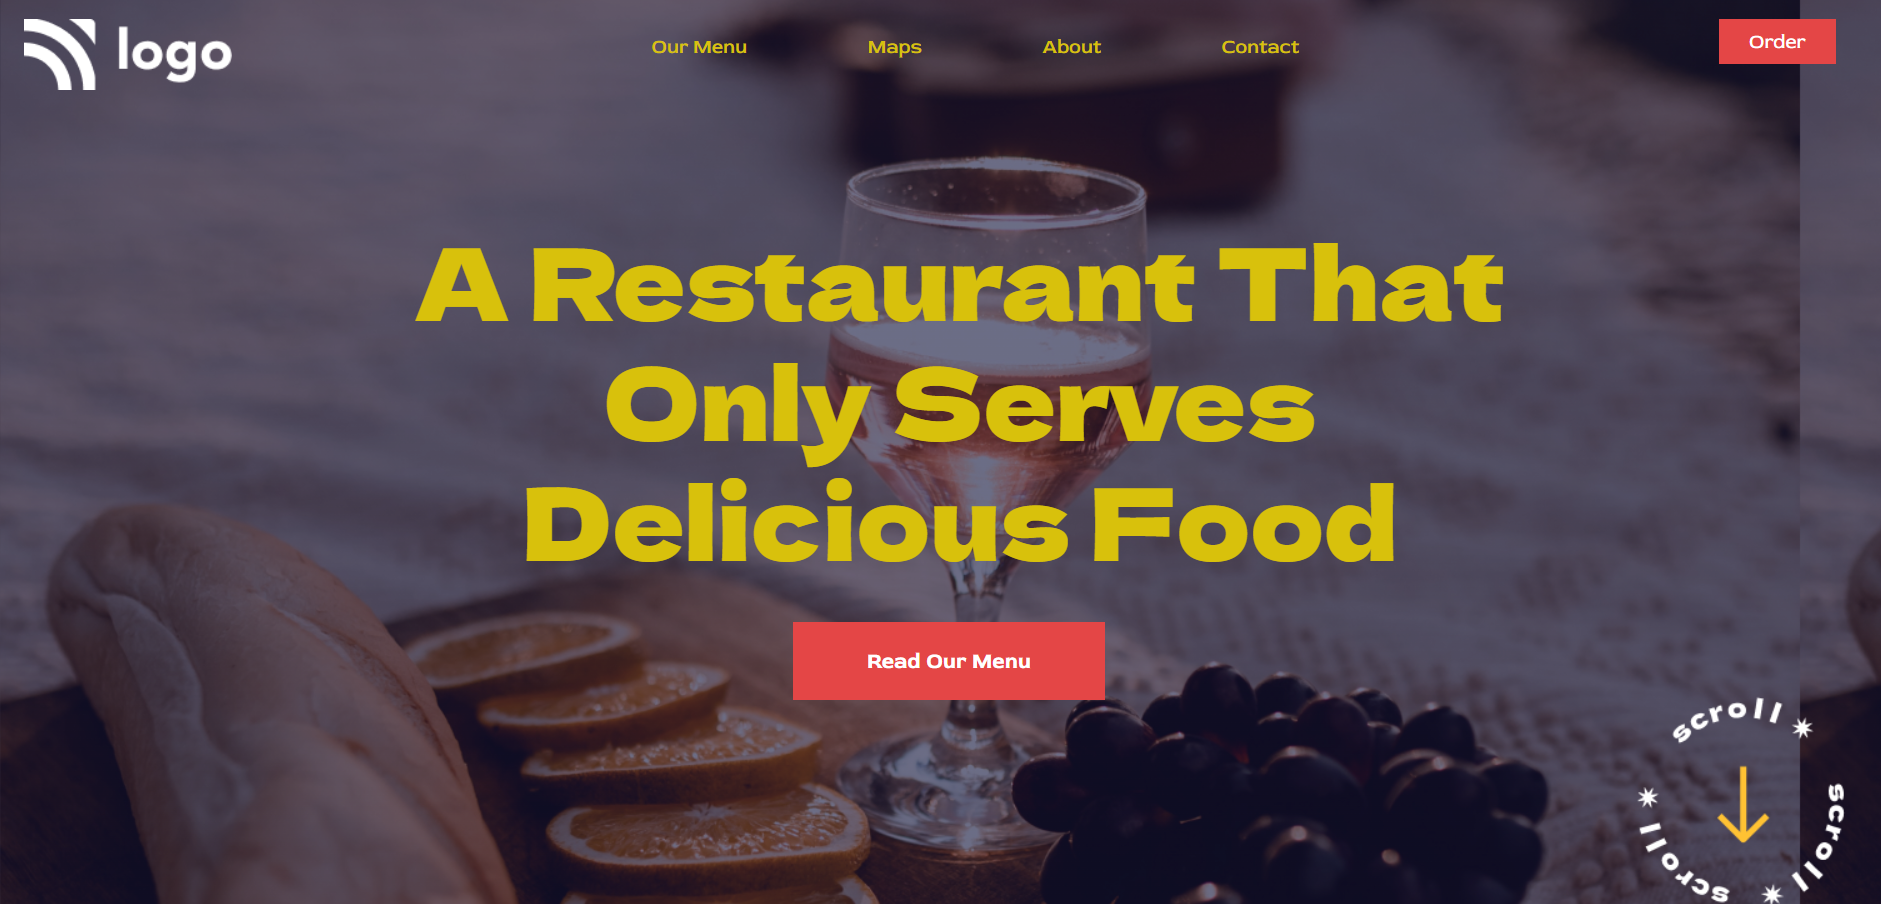 logo
Our Menu
Maps
About
Contact
Order
A Restaurant That
Only Serves
Delicious Food
Read Our Menu
scroll
scroll
scroll